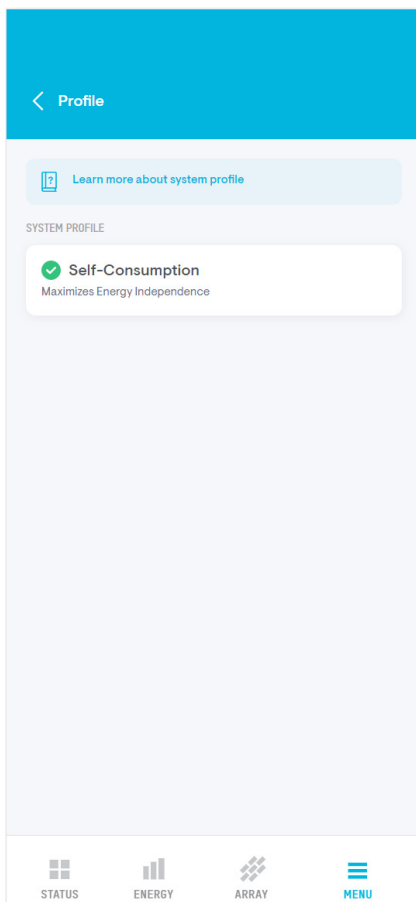 Profile
?
Learn more about system profile
SYSTEM PROFILE
Self-Consumption
Maximizes Energy Independence
STATUS
ENERGY
ARRAY
MENU